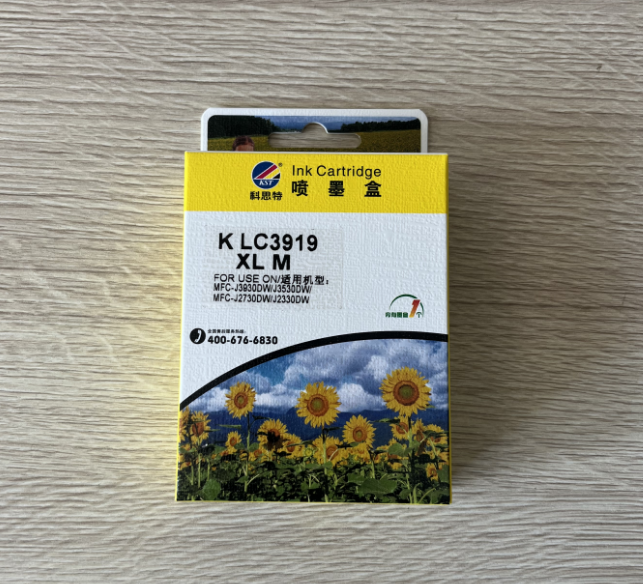 Ink Cartridge
KST
科思特
喷墨盒
K LC3919
XL M
FOR USE ON/适用机型:
MFC-J3930DW/J3530DW/
MFC-J2730DW/J2330DW
400-676-6830